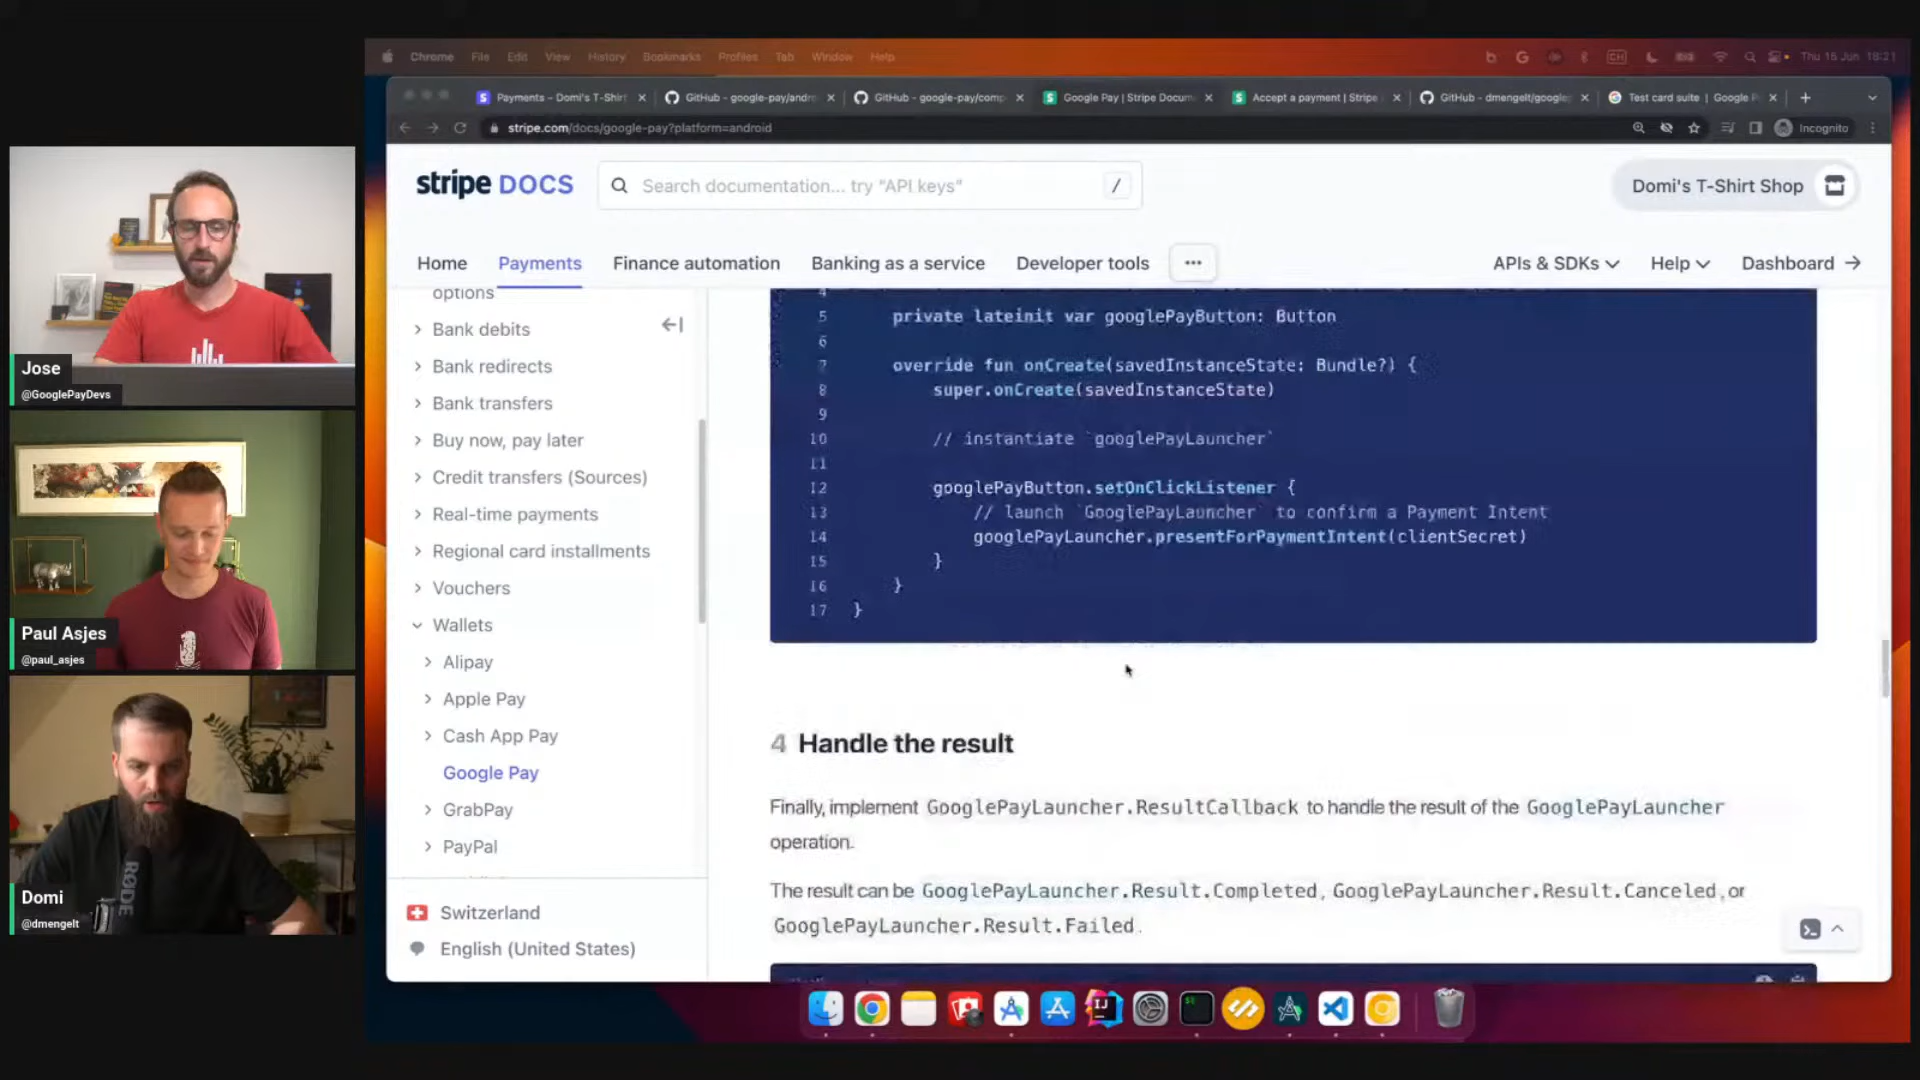 Chrome File Edit View History Bookmarks Profiles Tab Window Help
CH
Thu 15 Jun 18:21
Payments – Domi's T-Shirt
GitHub - google-pay/andr
GitHub - google-pay/comp
Google Pay | Stripe Docum
Accept a payment | Stripe
GitHub - dmengelt/google
Test card suite | Google P
stripe.com/docs/google-pay?platform=android
Incognito
stripe DOCS
Search documentation... try "API keys"
/
Domi's T-Shirt Shop
Home
Payments
Finance automation
Banking as a service
Developer tools
APIs & SDKs
Help
Dashboard →
options
Bank debits
Bank redirects
Bank transfers
Buy now, pay later
Credit transfers (Sources)
Real-time payments
Regional card installments
Vouchers
Wallets
Alipay
Apple Pay
Cash App Pay
Google Pay
GrabPay
PayPal
Switzerland
English (United States)
4
5 private lateinit var googlePayButton: Button
6
7 override fun onCreate(savedInstanceState: Bundle?) {
8 super.onCreate(savedInstanceState)
9
10 // instantiate `googlePayLauncher`
11
12 googlePayButton.setOnClickListener {
13 // launch `GooglePayLauncher` to confirm a Payment Intent
14 googlePayLauncher.presentForPaymentIntent(clientSecret)
15 }
16 }
17 }
4 Handle the result
Finally, implement GooglePayLauncher.ResultCallback to handle the result of the GooglePayLauncher
operation.
The result can be GooglePayLauncher.Result.Completed, GooglePayLauncher.Result.Canceled, or
GooglePayLauncher.Result.Failed.
Jose
@GooglePayDevs
Paul Asjes
@paul_asjes
Domi
@dmengelt
RØDE